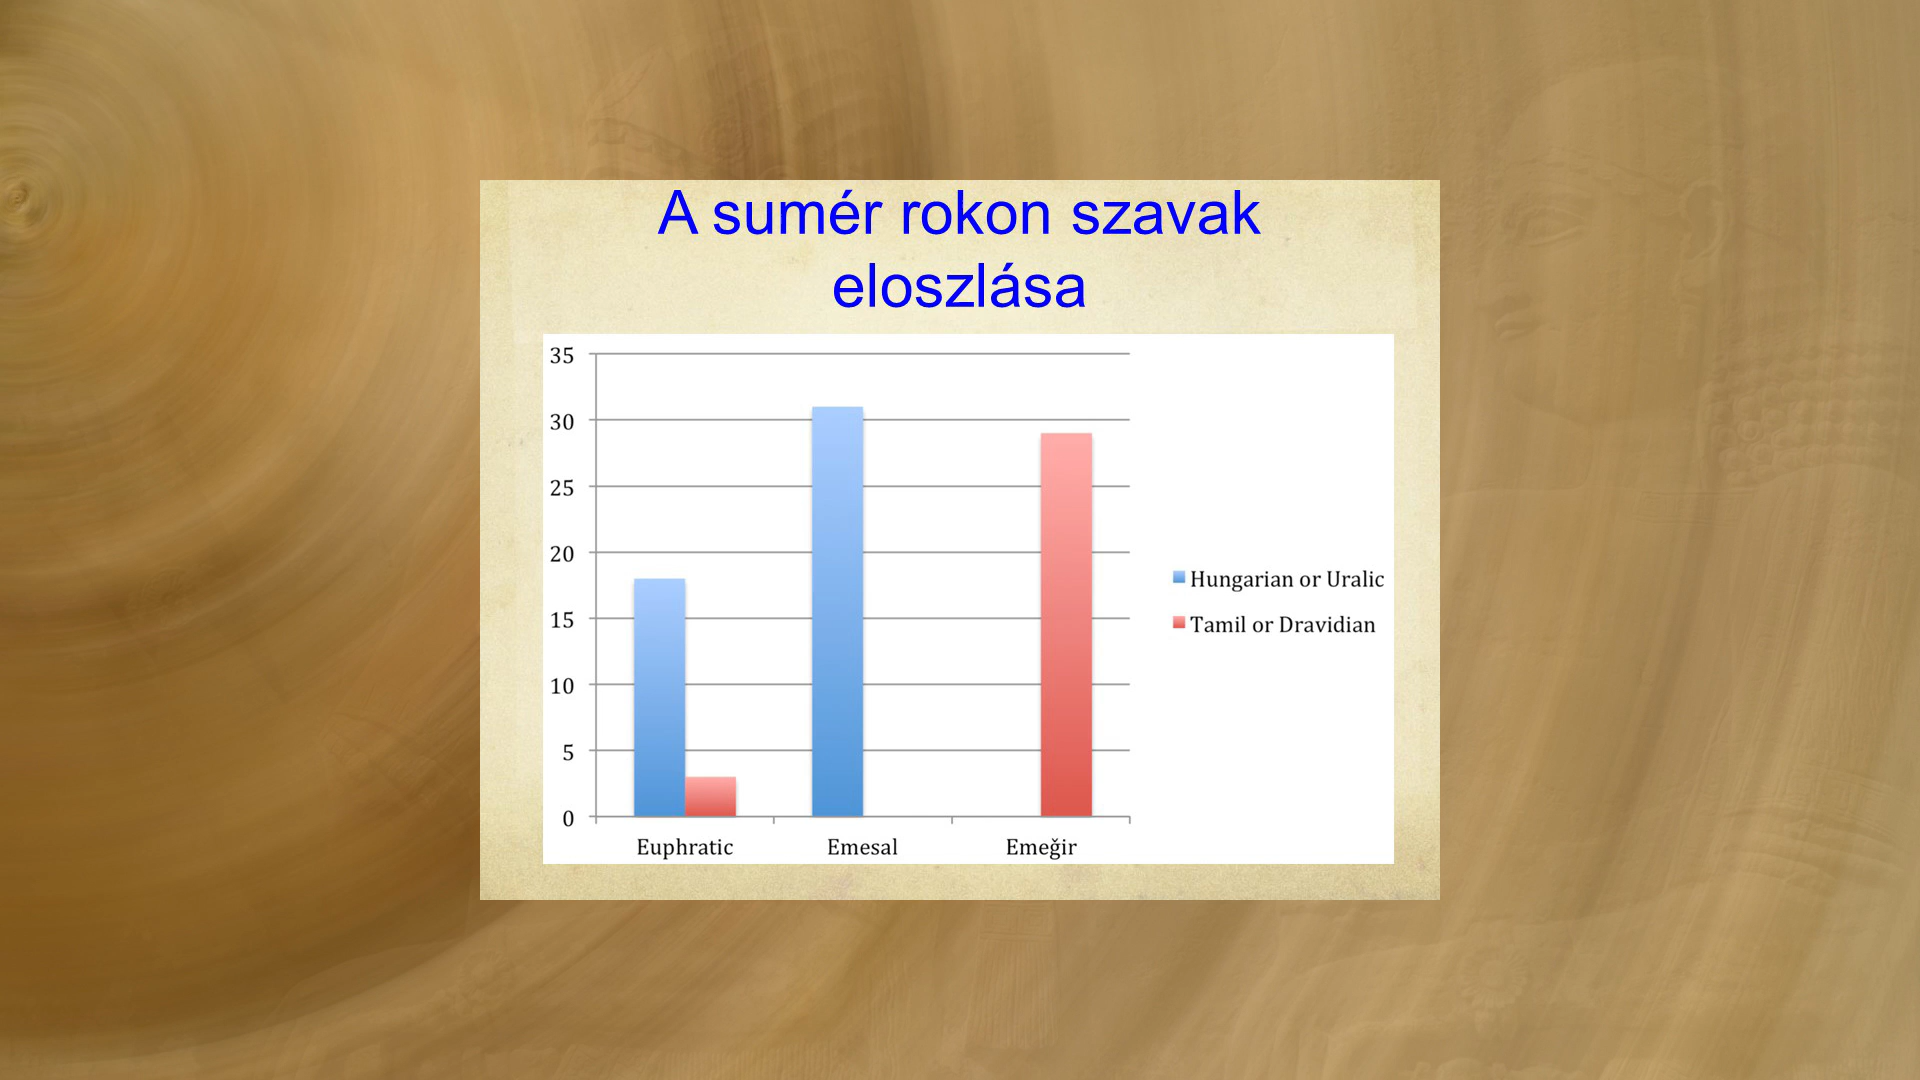 A sumér rokon szavak
eloszlása
35
30
25
20
15
10
5
0
Euphratic
Emesal
Emeğir
Hungarian or Uralic
Tamil or Dravidian